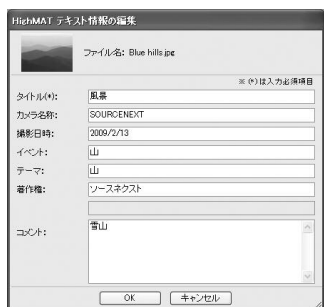 HighMAT テキスト情報の編集
ファイル名: Blue hills.jpg
※ (*)は入力必須項目
タイトル(*): 風景
カメラ名称: SOURCENEXT
撮影日時: 2009/2/13
イベント: 山
テーマ: 山
著作権: ソースネクスト
コメント: 雪山
OK キャンセル